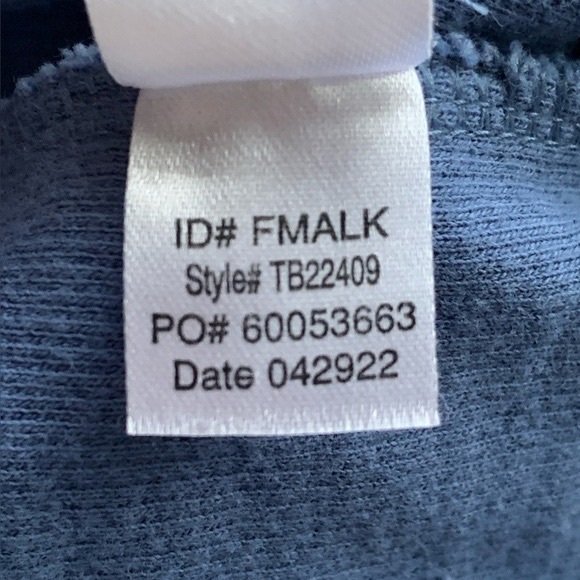 ID# FMALK
Style# TB22409
PO# 60053663
Date 042922